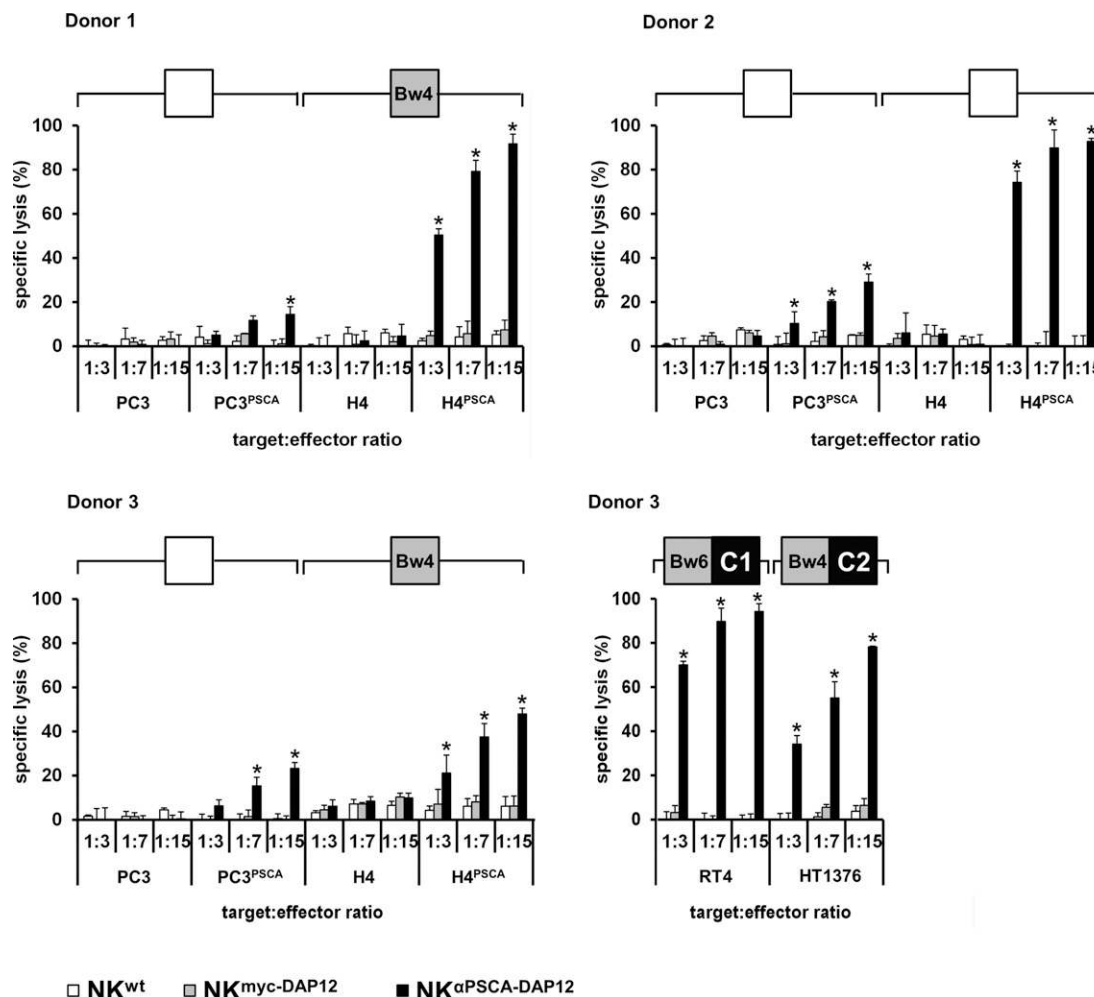 Donor 1
Donor 2
Bw4
100
80
60
40
20
0
specific lysis (%)
* * * *
1:3 1:7 1:15 1:3 1:7 1:15 1:3 1:7 1:15 1:3 1:7 1:15
PC3 PC3PSCA H4 H4PSCA
target:effector ratio
100
80
60
40
20
0
specific lysis (%)
* * * * * *
1:3 1:7 1:15 1:3 1:7 1:15 1:3 1:7 1:15 1:3 1:7 1:15
PC3 PC3PSCA H4 H4PSCA
target:effector ratio
Donor 3
Donor 3
Bw4
100
80
60
40
20
0
specific lysis (%)
* * * * *
1:3 1:7 1:15 1:3 1:7 1:15 1:3 1:7 1:15 1:3 1:7 1:15
PC3 PC3PSCA H4 H4PSCA
target:effector ratio
Bw6 C1 Bw4 C2
100
80
60
40
20
0
specific lysis (%)
* * * * * *
1:3 1:7 1:15 1:3 1:7 1:15
RT4 HT1376
target:effector ratio
NKwt NKmyc-DAP12 NKαPSCA-DAP12